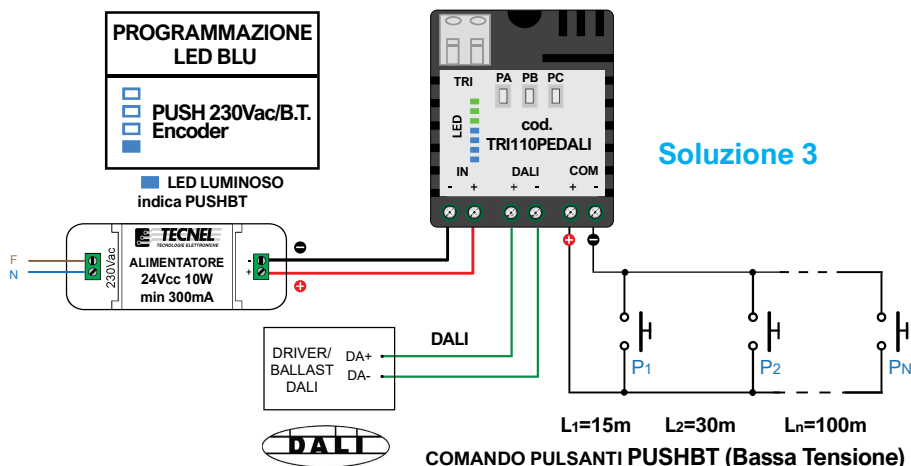 PROGRAMMAZIONE
LED BLU
PUSH 230Vac/B.T.
Encoder
LED LUMINOSO
indica PUSHBT
TRI
PA PB PC
LED
cod.
TRI110PEDALI
IN DALI COM
- + + - + -
Soluzione 3
F
N
230Vac
TECNEL
TECNOLOGIE ELETTRONICHE
ALIMENTATORE
24Vcc 10W
min 300mA
-
+
DRIVER/
BALLAST
DALI
DA+
DA-
DALI
DALI
P1 P2 PN
L1=15m L2=30m Ln=100m
COMANDO PULSANTI PUSHBT (Bassa Tensione)